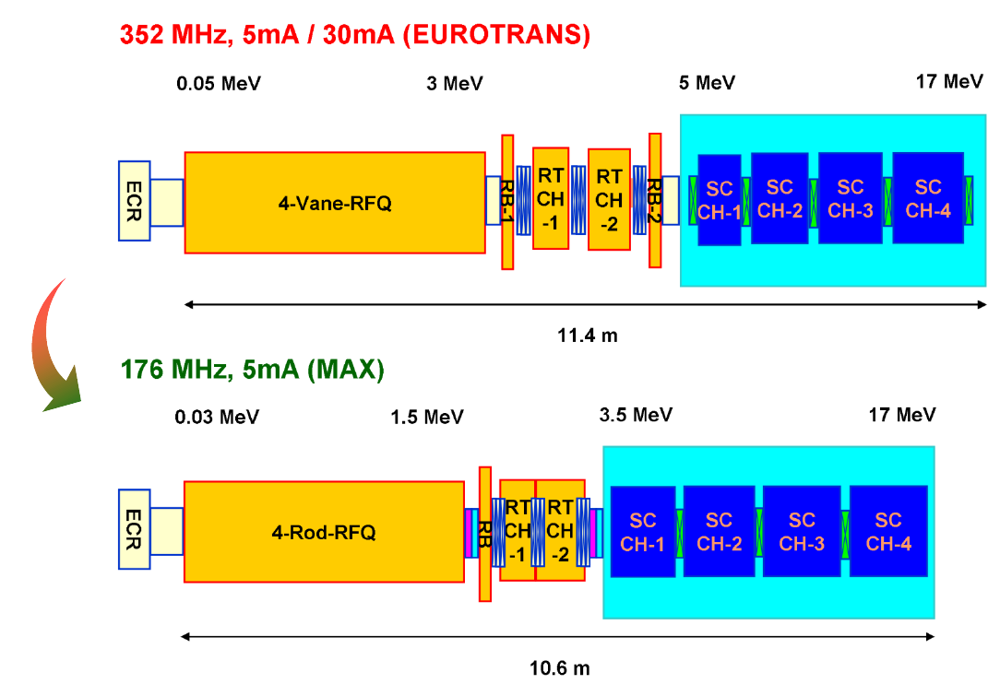 352 MHz, 5mA / 30mA (EUROTRANS)
0.05 MeV
3 MeV
5 MeV
17 MeV
ECR
4-Vane-RFQ
RB-1
RT
CH
-1
RT
CH
-2
RB-2
SC
CH-1
SC
CH-2
SC
CH-3
SC
CH-4
11.4 m
176 MHz, 5mA (MAX)
0.03 MeV
1.5 MeV
3.5 MeV
17 MeV
ECR
4-Rod-RFQ
RB
RT
CH
-1
RT
CH
-2
SC
CH-1
SC
CH-2
SC
CH-3
SC
CH-4
10.6 m